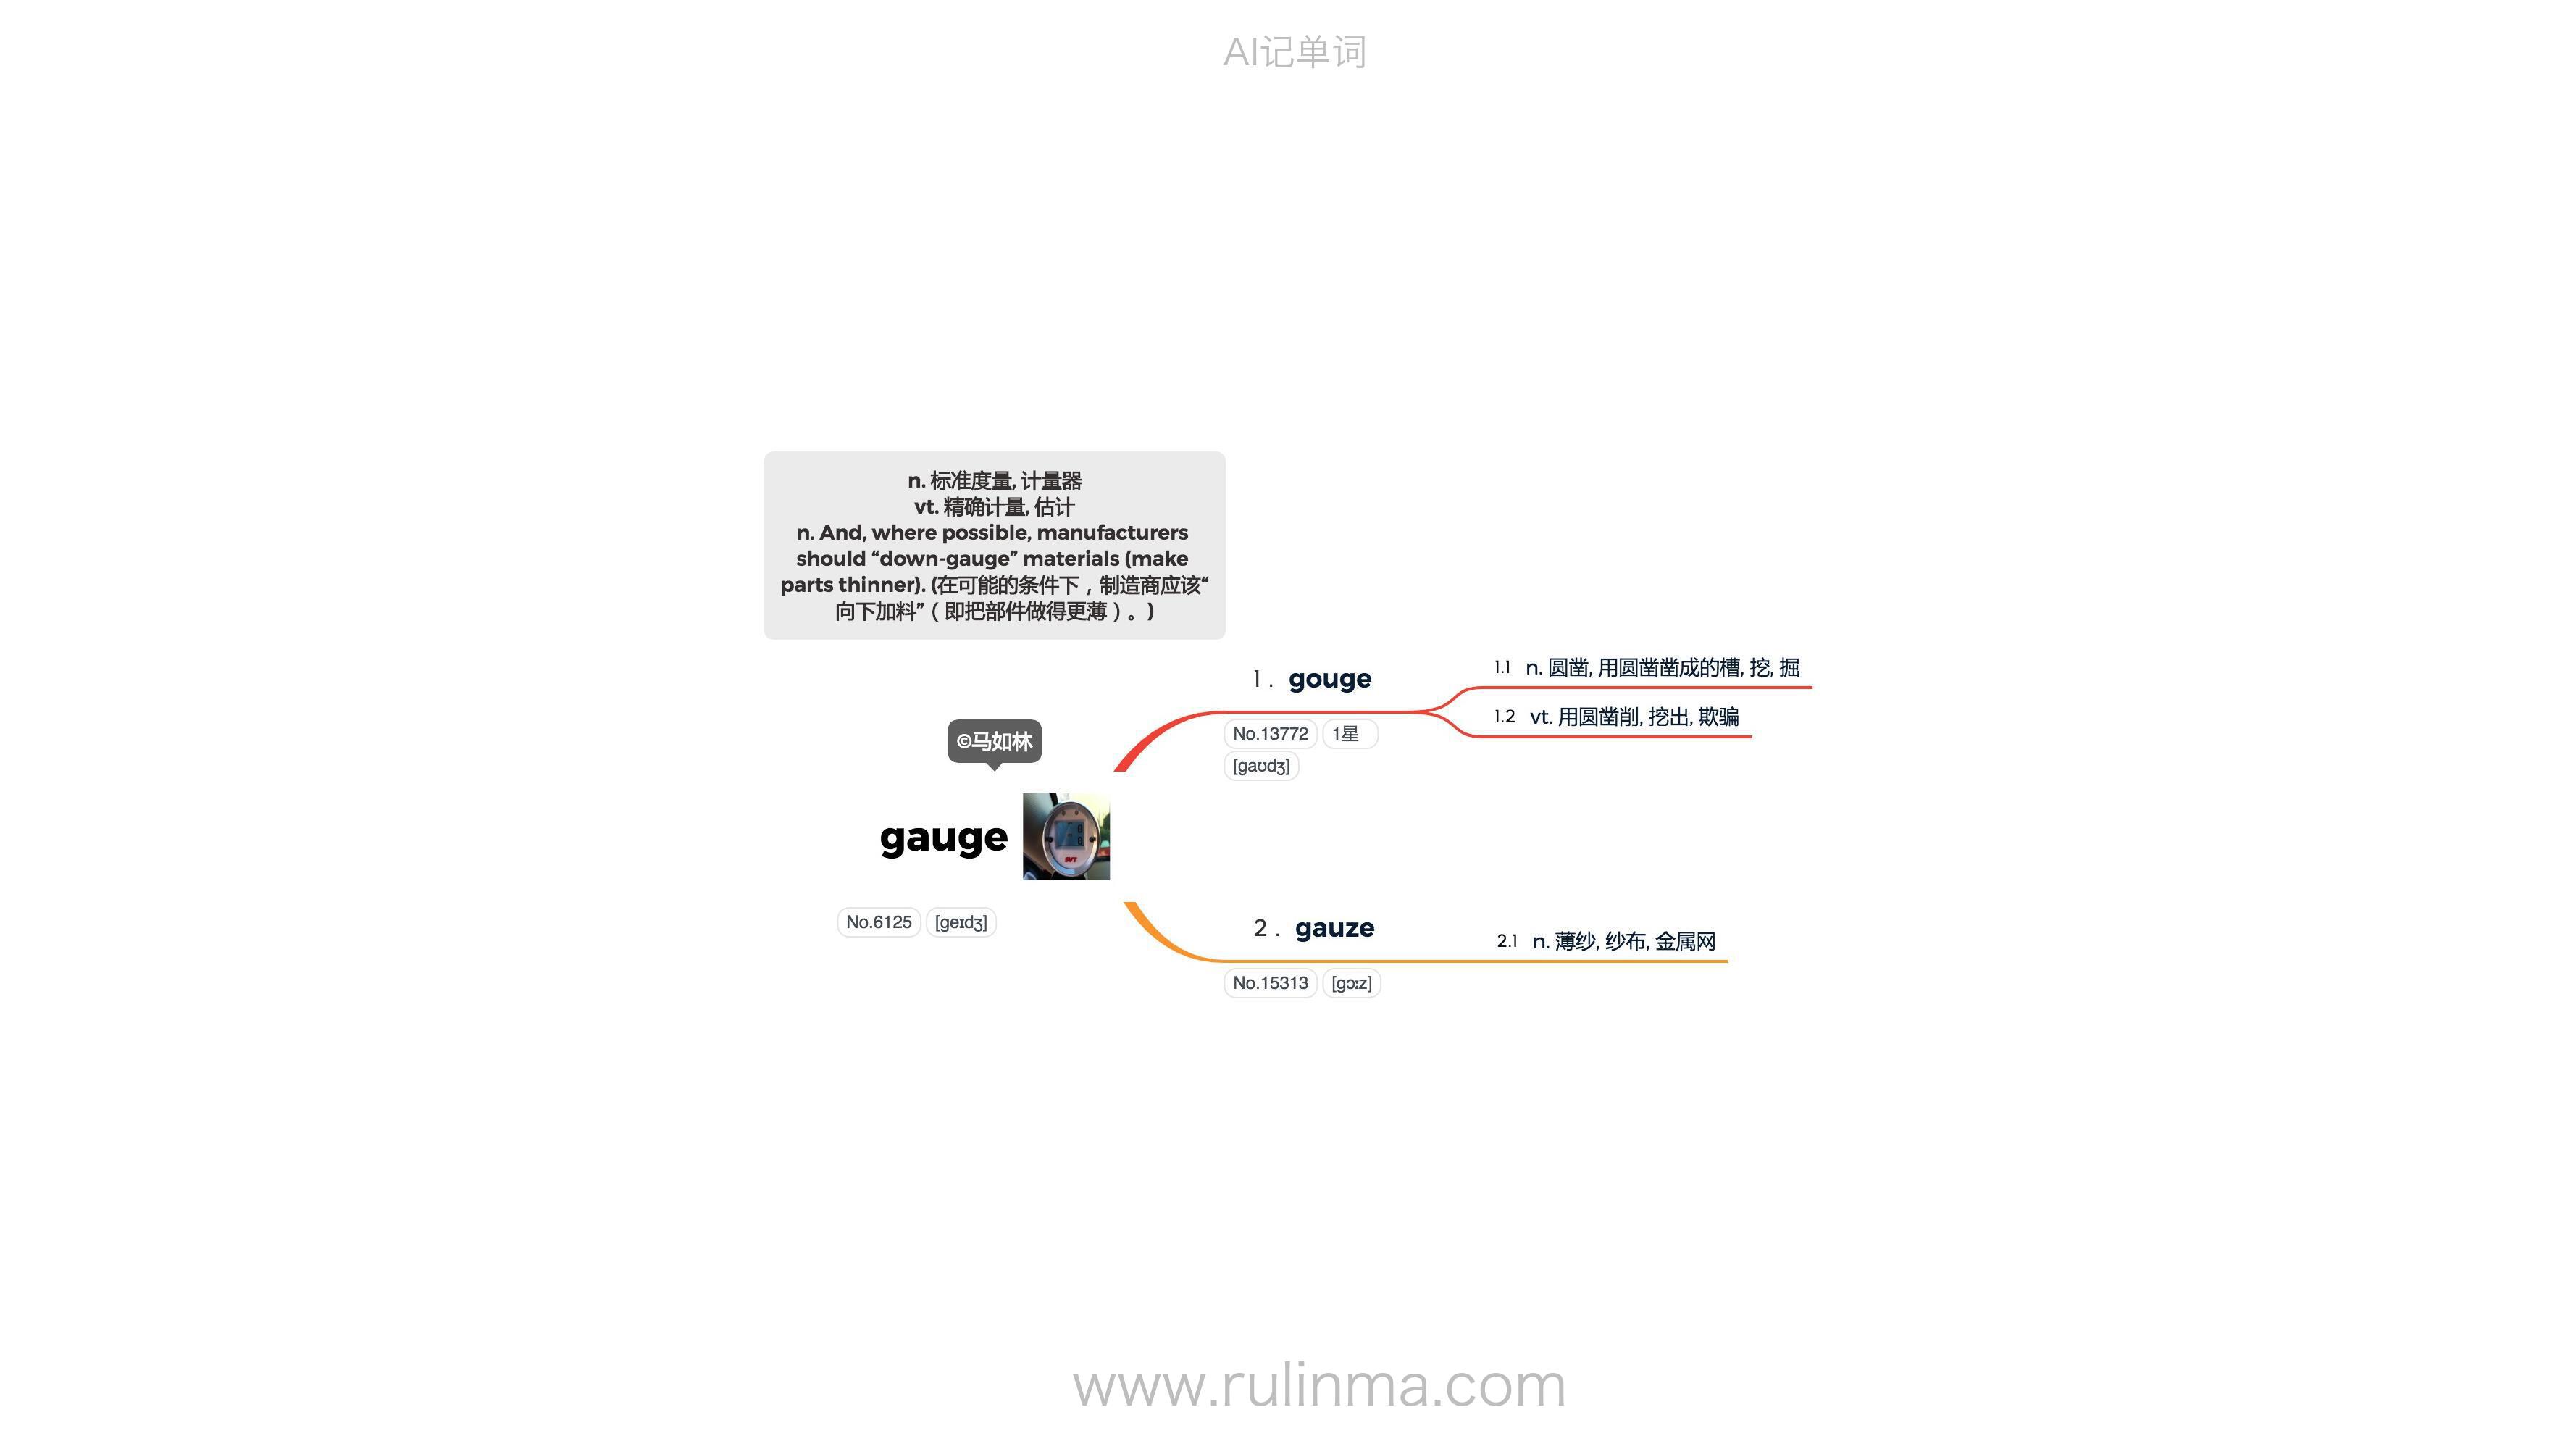 AI记单词
n. 标准度量, 计量器
vt. 精确计量, 估计
n. And, where possible, manufacturers
should “down-gauge” materials (make
parts thinner). (在可能的条件下，制造商应该“
向下加料”（即把部件做得更薄）。)
©马如林
gauge
SVT
No.6125 [geɪdʒ]
1. gouge
No.13772 1星
[gaʊdʒ]
1.1 n. 圆凿, 用圆凿凿成的槽, 挖, 掘
1.2 vt. 用圆凿削, 挖出, 欺骗
2. gauze
No.15313 [gɔːz]
2.1 n. 薄纱, 纱布, 金属网
www.rulinma.com